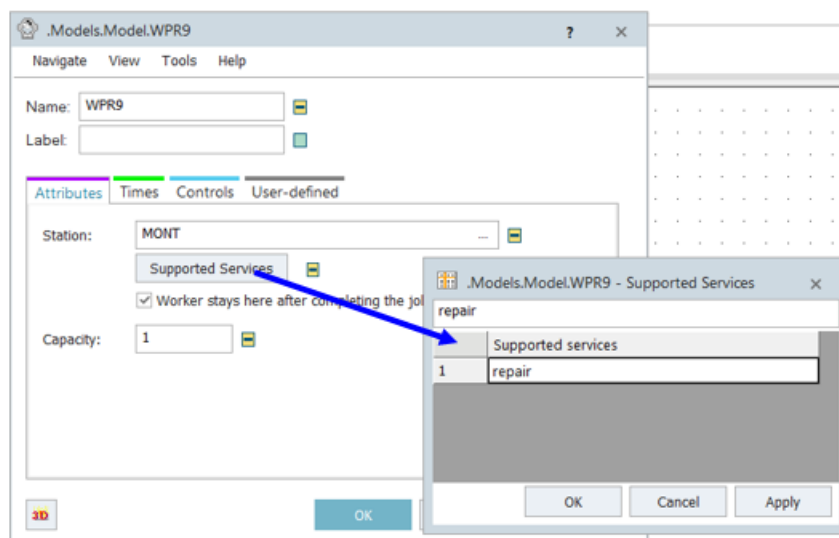 .Models.Model.WPR9 ? ×
Navigate View Tools Help
Name: WPR9
Label:
Attributes Times Controls User-defined
Station: MONT ...
Supported Services
Worker stays here after completing the jol
Capacity: 1
3D
OK
.Models.Model.WPR9 - Supported Services ×
repair
Supported services
1 repair
OK Cancel Apply